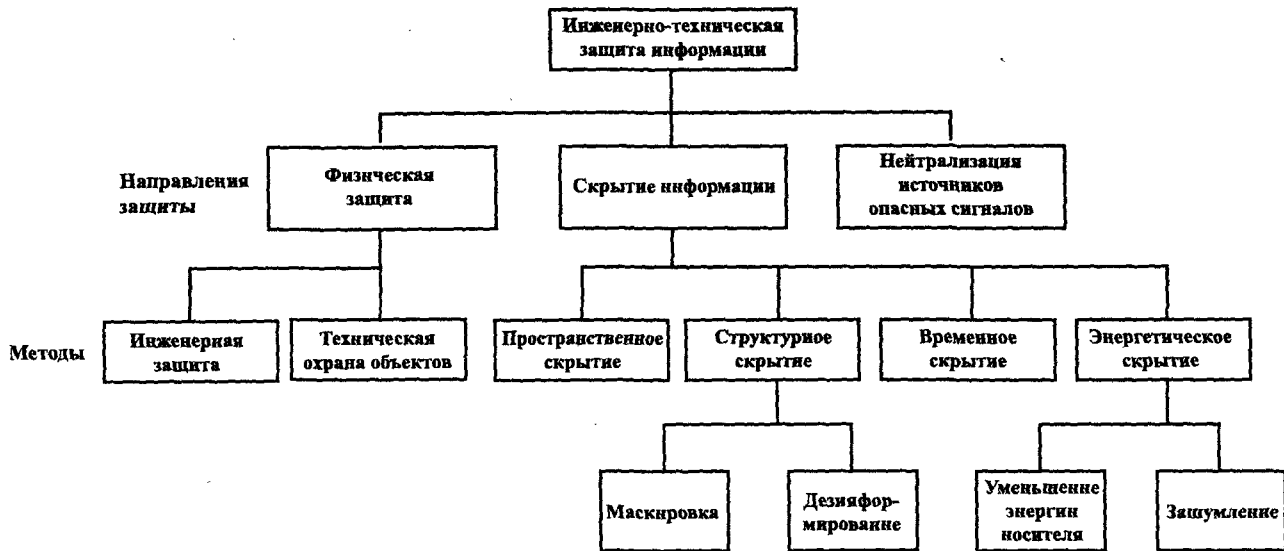 Инженерно-техническая
защита информации
Направления
защиты
Физическая
защита
Скрытие информации
Нейтрализация
источников
опасных сигналов
Методы
Инженерная
защита
Техническая
охрана объектов
Пространственное
скрытие
Структурное
скрытие
Временное
скрытие
Энергетическое
скрытие
Маскировка
Дезинфор-
мирование
Уменьшение
энергии
носителя
Зашумление